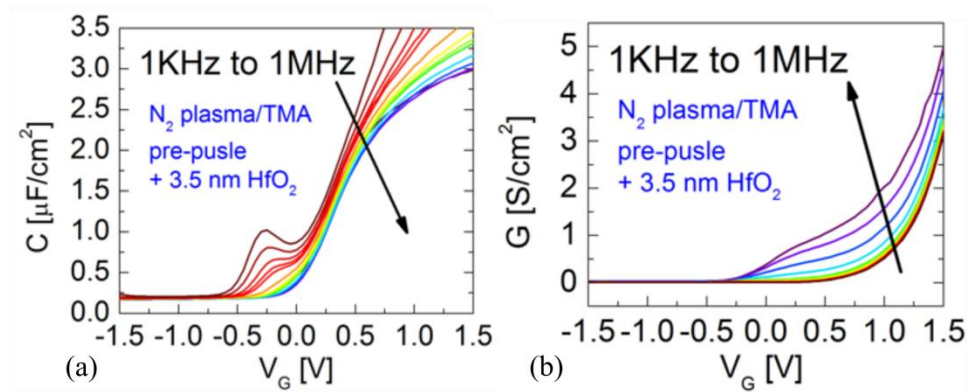 3.5
3.0
2.5
2.0
1.5
1.0
0.5
0.0
C [μF/cm²]
1KHz to 1MHz
N₂ plasma/TMA
pre-pusle
+ 3.5 nm HfO₂
-1.5 -1.0 -0.5 0.0 0.5 1.0 1.5
(a) V_G [V]
5
4
3
2
1
0
G [S/cm²]
1KHz to 1MHz
N₂ plasma/TMA
pre-pusle
+ 3.5 nm HfO₂
-1.5 -1.0 -0.5 0.0 0.5 1.0 1.5
(b) V_G [V]